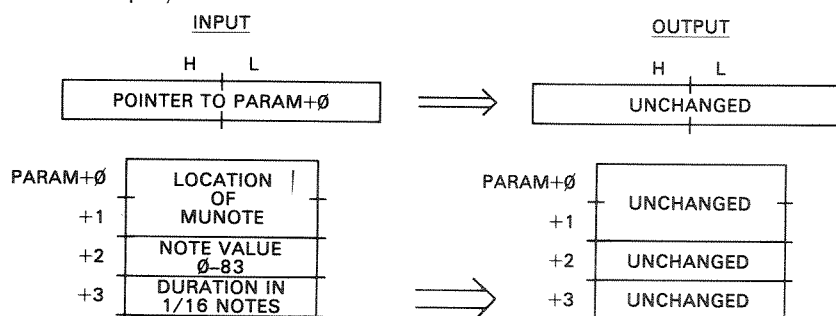 INPUT
OUTPUT
H L
H L
POINTER TO PARAM+Ø
UNCHANGED
PARAM+Ø
+1
+2
+3
LOCATION
OF
MUNOTE
NOTE VALUE
Ø–83
DURATION IN
1/16 NOTES
PARAM+Ø
+1
+2
+3
UNCHANGED
UNCHANGED
UNCHANGED